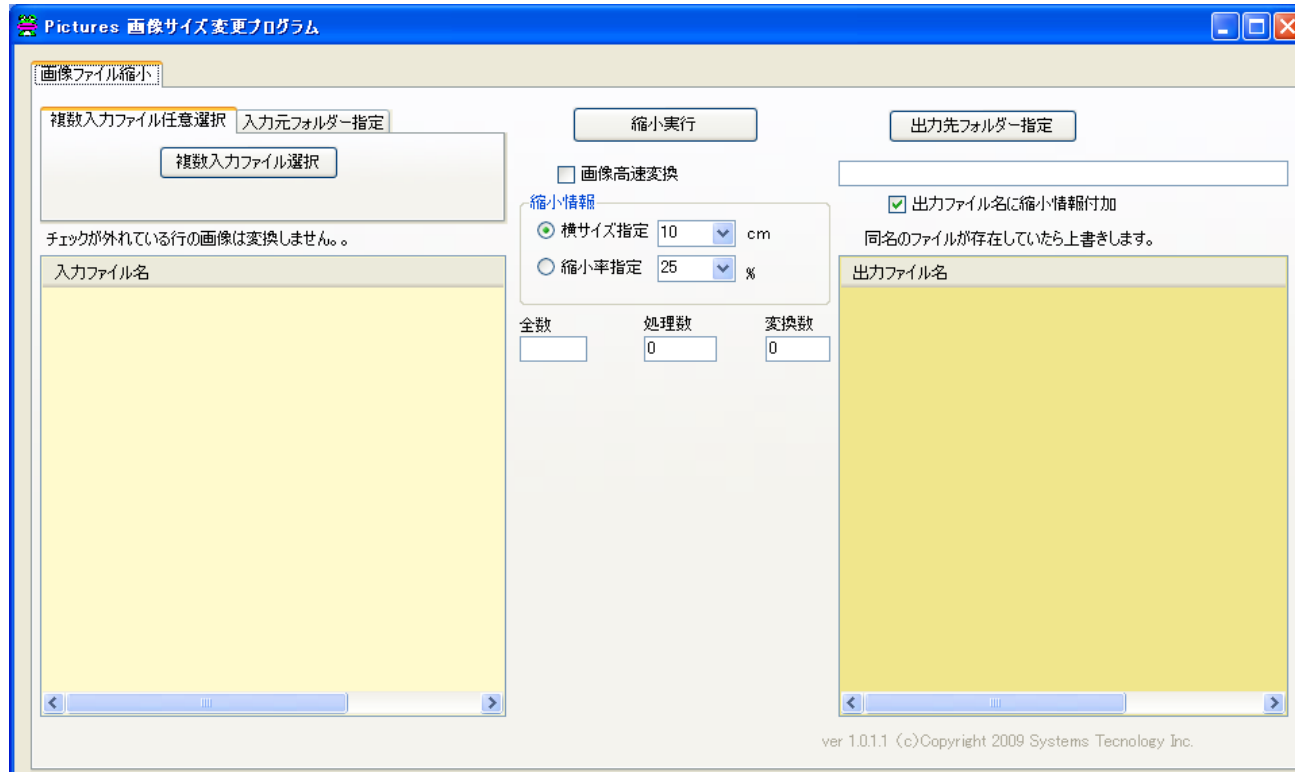 Pictures 画像サイズ変更プログラム
画像ファイル縮小
複数入力ファイル任意選択 入力元フォルダー指定
複数入力ファイル選択
チェックが外れている行の画像は変換しません。。
入力ファイル名
縮小実行
画像高速変換
縮小情報
横サイズ指定 10 cm
縮小率指定 25 %
全数 処理数 変換数
0 0
出力先フォルダー指定
出力ファイル名に縮小情報付加
同名のファイルが存在していたら上書きします。
出力ファイル名
ver 1.0.1.1 (c)Copyright 2009 Systems Tecnology Inc.